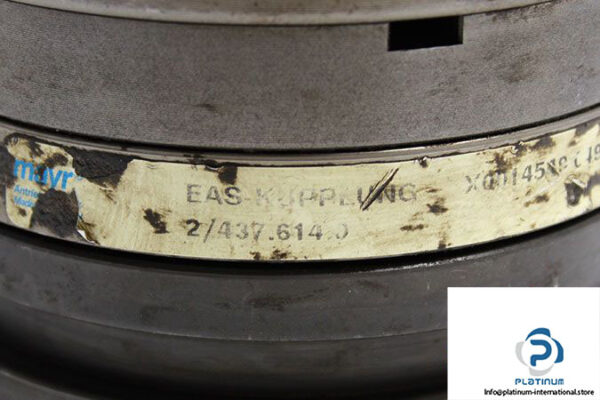 mayr
EAS-KUPPLUNG
2/437.614.0
PLATINUM
info@platinum-international.store